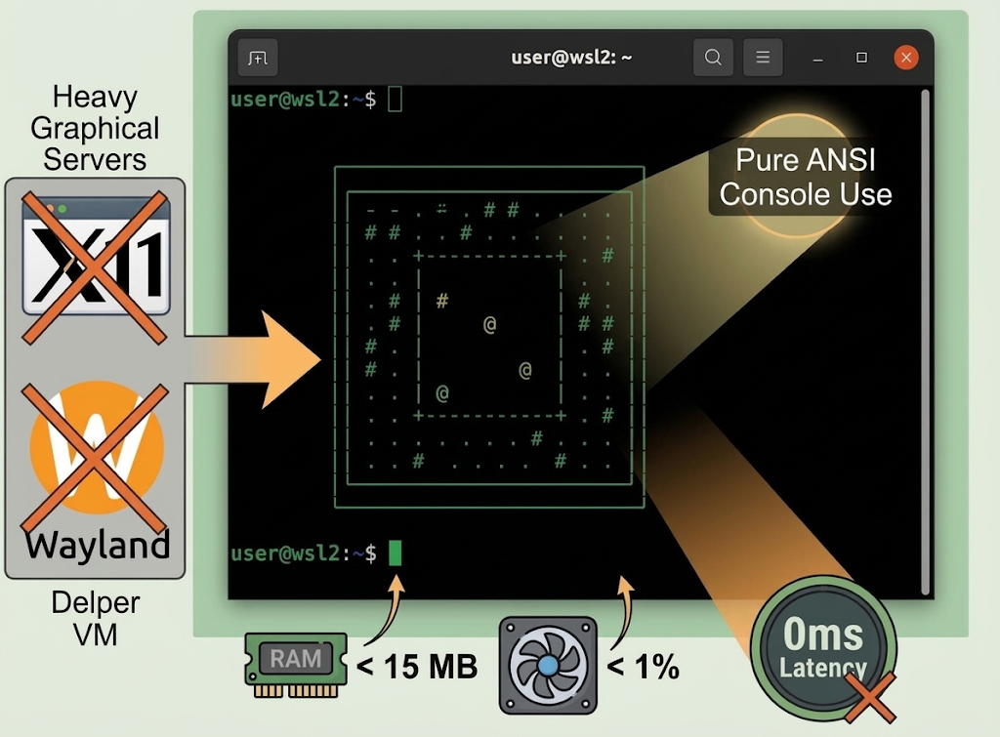 Heavy
Graphical
Servers
X11
Wayland
Delper
VM
user@wsl2: ~
user@wsl2:~$
Pure ANSI
Console Use
- - . . . # # . . . .
# # . . # . . . . . .
. . +-----------+ . #
. .
. # # #
. # @ # #
# . . #
# . @ . .
. . @ . .
. . +-----------+ . #
. . . . . . . # . . .
. . # . . . . . # . .
user@wsl2:~$
RAM
< 15 MB
< 1%
0ms
Latency